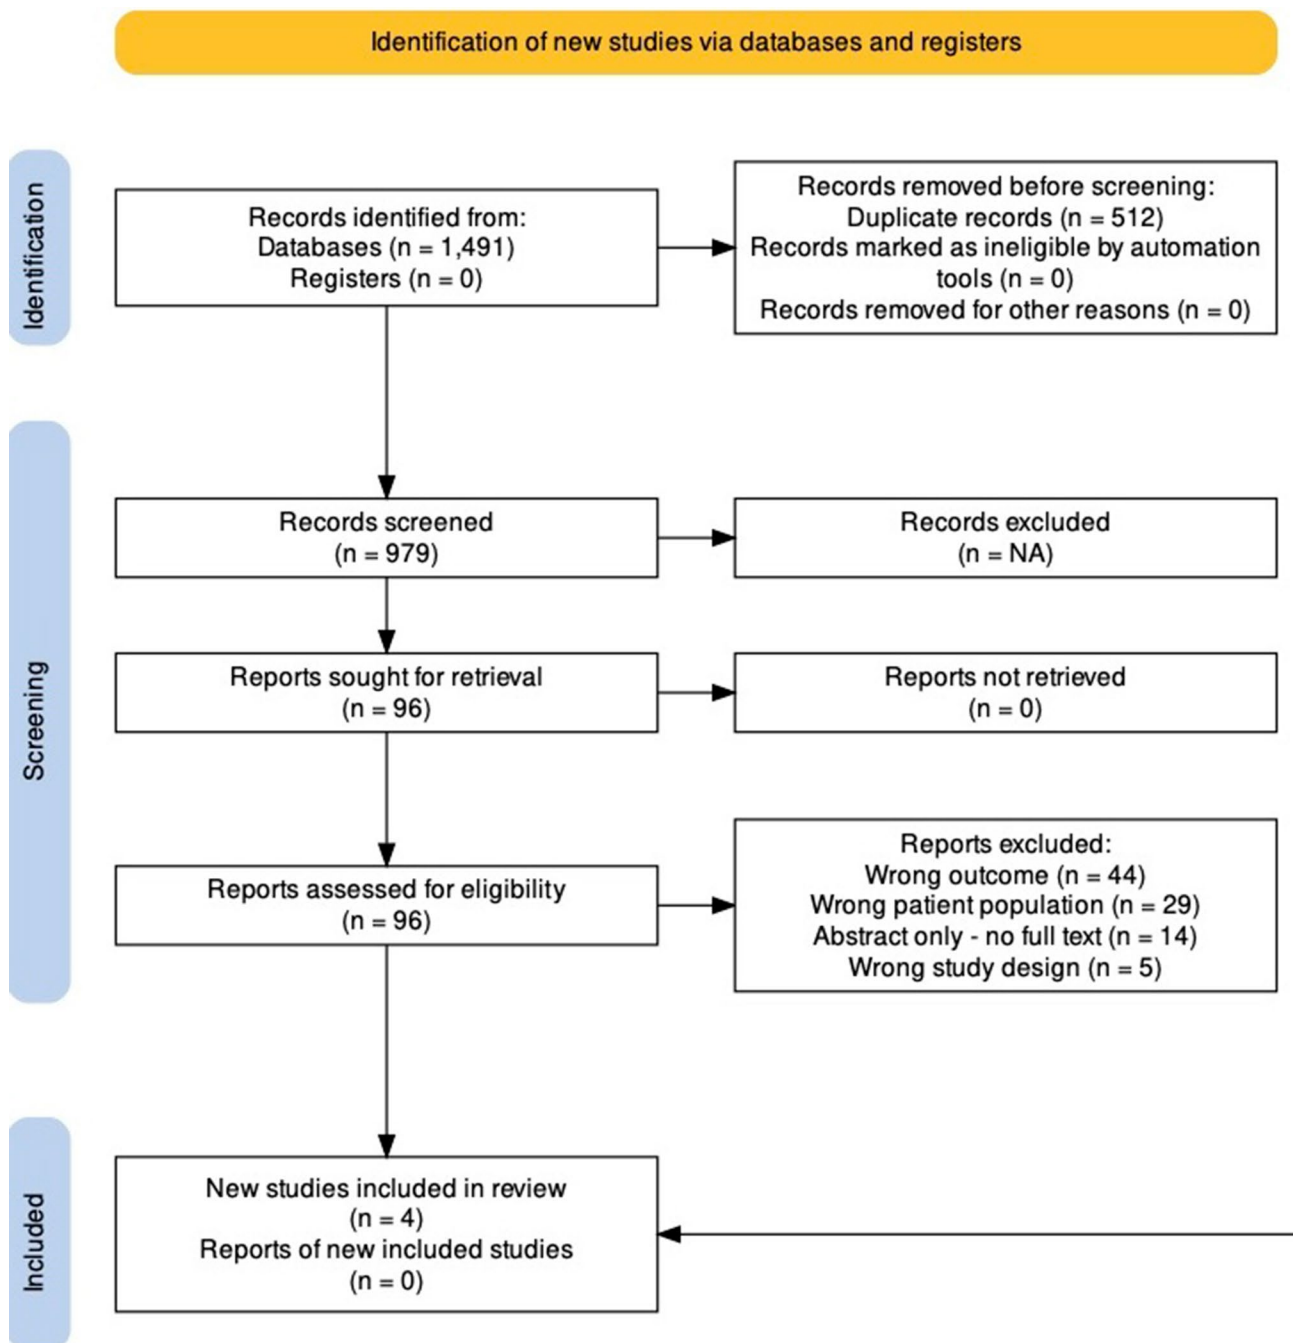 Identification of new studies via databases and registers
Identification
Records identified from:
Databases (n = 1,491)
Registers (n = 0)
Records removed before screening:
Duplicate records (n = 512)
Records marked as ineligible by automation
tools (n = 0)
Records removed for other reasons (n = 0)
Screening
Records screened
(n = 979)
Records excluded
(n = NA)
Reports sought for retrieval
(n = 96)
Reports not retrieved
(n = 0)
Reports assessed for eligibility
(n = 96)
Reports excluded:
Wrong outcome (n = 44)
Wrong patient population (n = 29)
Abstract only - no full text (n = 14)
Wrong study design (n = 5)
Included
New studies included in review
(n = 4)
Reports of new included studies
(n = 0)